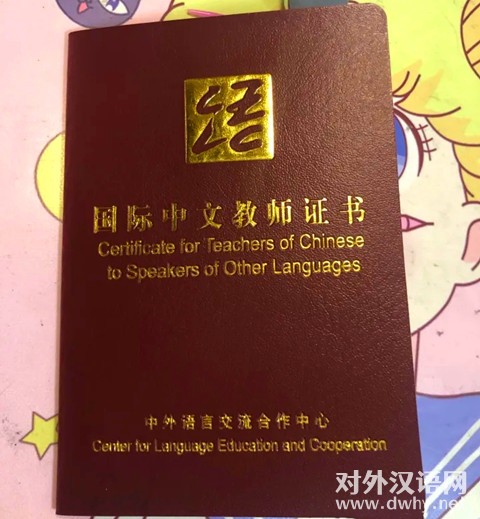 国际中文教师证书
Certificate for Teachers of Chinese
to Speakers of Other Languages
中外语言交流合作中心
Center for Language Education and Cooperation
对外汉语网
www.dwhy.net